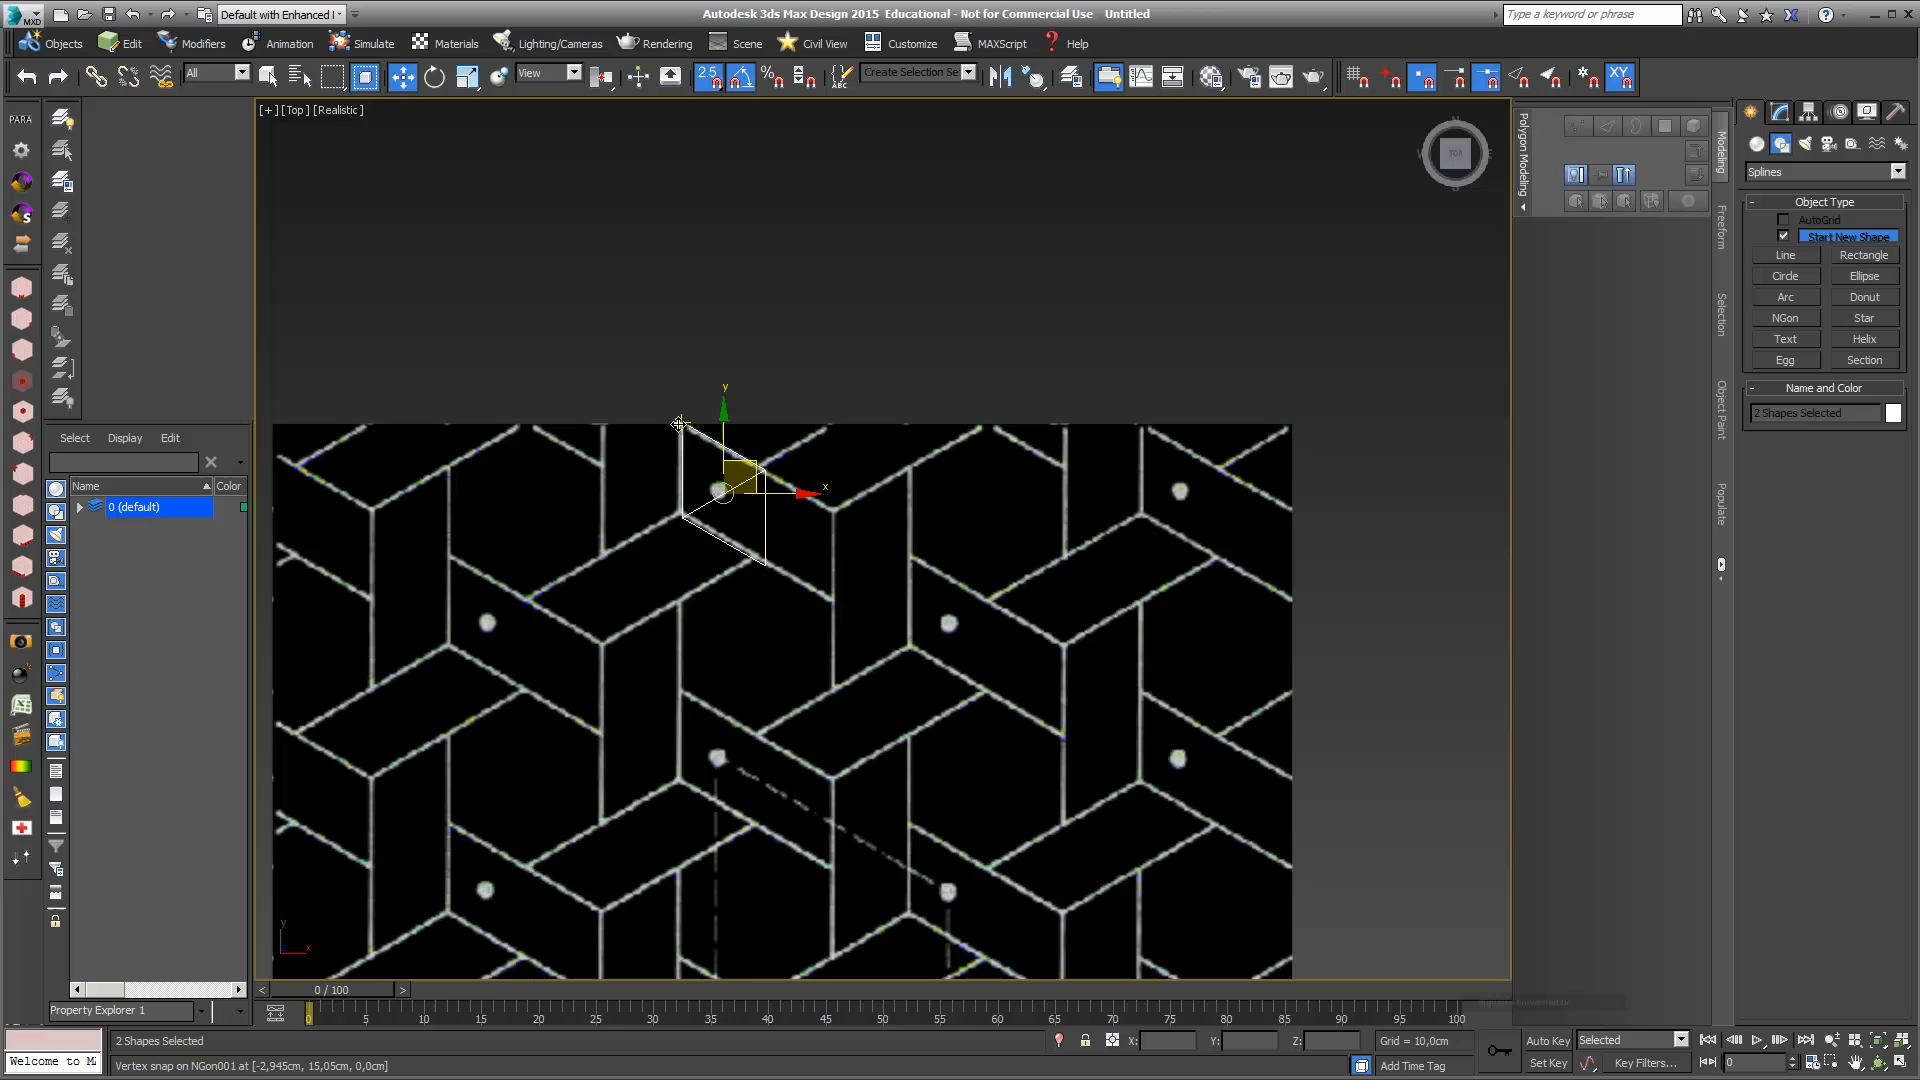 MXD
Default with Enhanced
Autodesk 3ds Max Design 2015 Educational - Not for Commercial Use Untitled
Type a keyword or phrase
Objects Edit Modifiers Animation Simulate Materials Lighting/Cameras Rendering Scene Civil View Customize MAXScript Help
All View 2.5 % ABC Create Selection Se XY
PARA
[+][Top][Realistic]
TOP
Polygon Modeling
Modeling
Freeform
Selection
Object Paint
Populate
Splines
- Object Type
AutoGrid
Start New Shape
Line Rectangle
Circle Ellipse
Arc Donut
NGon Star
Text Helix
Egg Section
- Name and Color
2 Shapes Selected
y
x
Select Display Edit
Name Color
0 (default)
y
x
< 0 / 100 >
Property Explorer 1
0 5 10 15 20 25 30 35 40 45 50 55 60 65 70 75 80 85 90 95 100
2 Shapes Selected
X: Y: Z: Grid = 10,0cm
Auto Key Selected
Welcome to M
Vertex snap on NGon001 at [-2,945cm, 15,05cm, 0,0cm]
Add Time Tag
Set Key Key Filters...
0